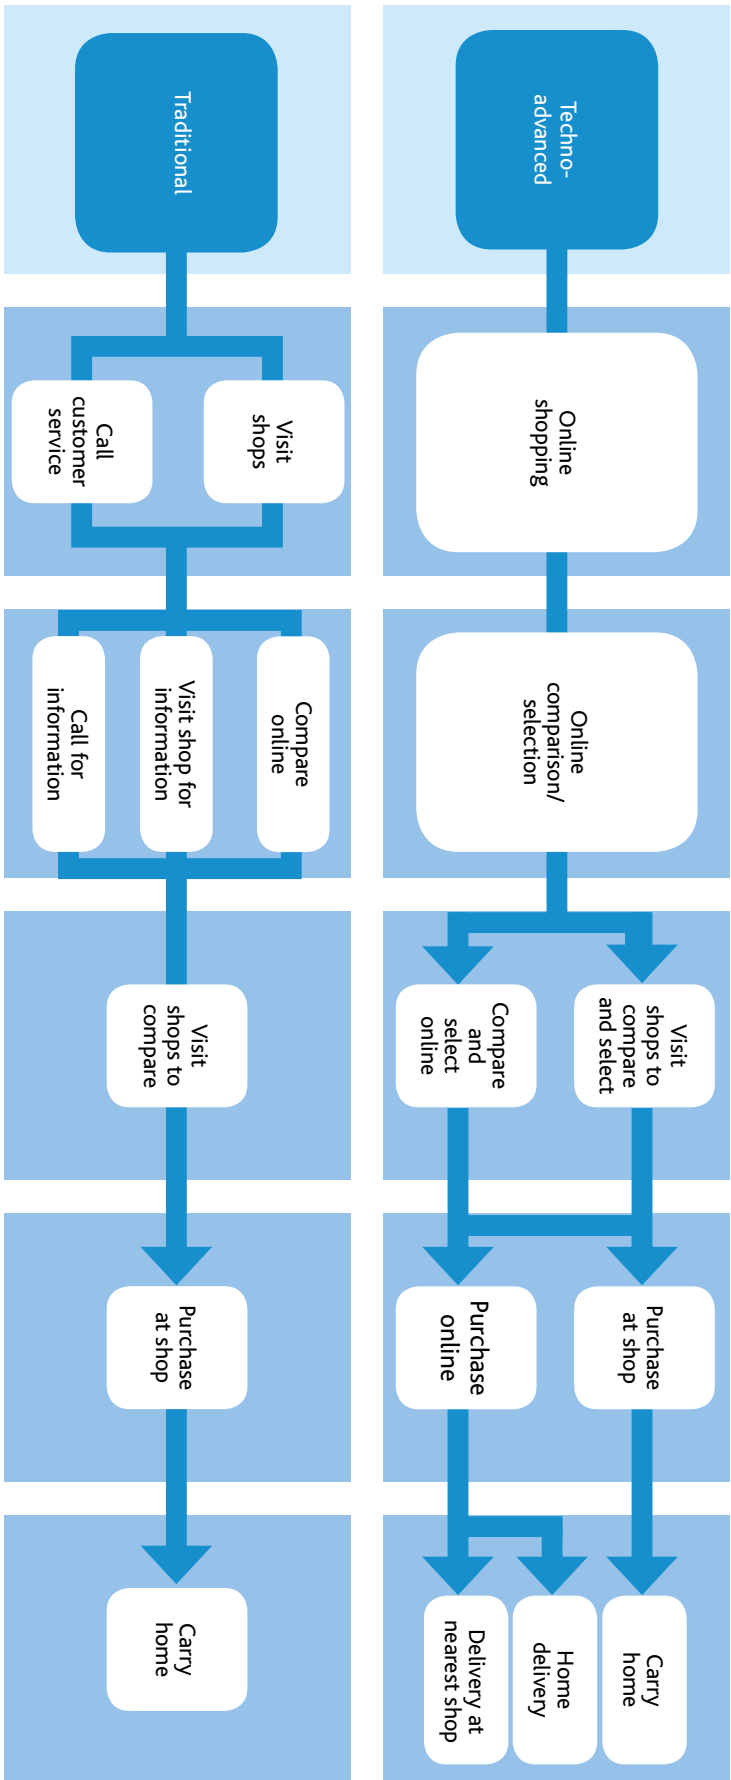 Techno-
advanced
Online
shopping
Online
comparison/
selection
Visit
shops to
compare
and select
Compare
and
select
online
Purchase
at shop
Purchase
online
Carry
home
Home
delivery
Delivery at
nearest shop
Traditional
Visit
shops
Call
customer
service
Compare
online
Visit shop for
information
Call for
information
Visit
shops to
compare
Purchase
at shop
Carry
home